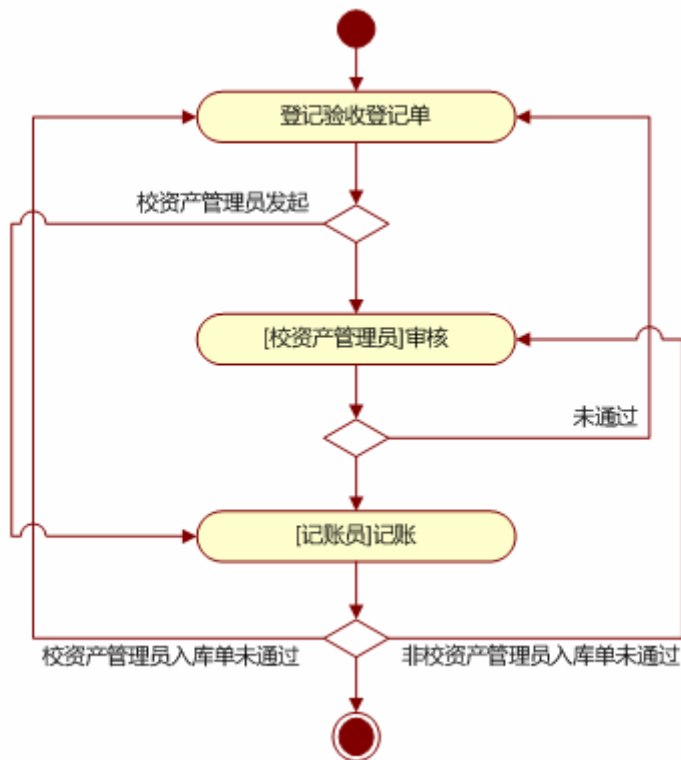 登记验收登记单
校资产管理员发起
[校资产管理员]审核
未通过
[记账员]记账
校资产管理员入库单未通过
非校资产管理员入库单未通过